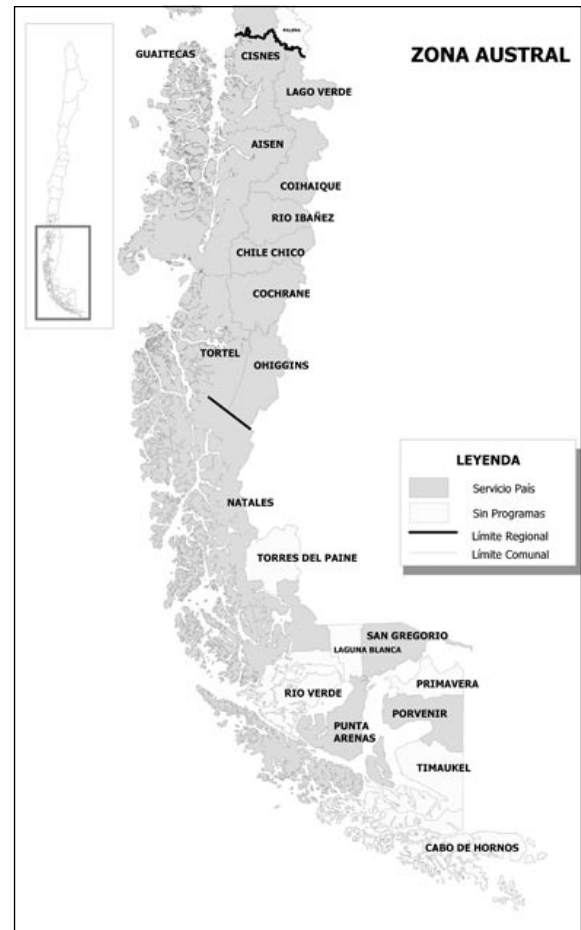 PALENA
ZONA AUSTRAL
GUAITECAS
CISNES
LAGO VERDE
AISEN
COIHAIQUE
RIO IBAÑEZ
CHILE CHICO
COCHRANE
TORTEL
OHIGGINS
LEYENDA
Servicio País
Sin Programas
Límite Regional
Límite Comunal
NATALES
TORRES DEL PAINE
SAN GREGORIO
LAGUNA BLANCA
PRIMAVERA
RIO VERDE
PORVENIR
PUNTA
ARENAS
TIMAUKEL
CABO DE HORNOS